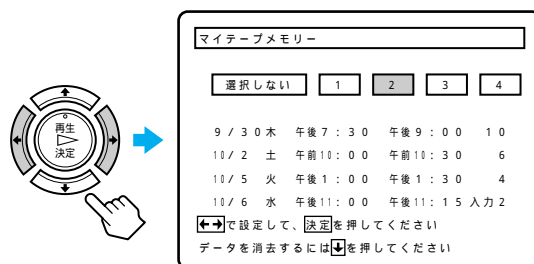 再生
決定
マイテープメモリー
選択しない 1 2 3 4
9/30木 午後7:30 午後9:00 10
10/2 土 午前10:00 午前10:30 6
10/5 火 午後1:00 午後1:30 4
10/6 水 午後11:00 午後11:15 入力2
←→で設定して、決定を押してください
データを消去するには↓を押してください